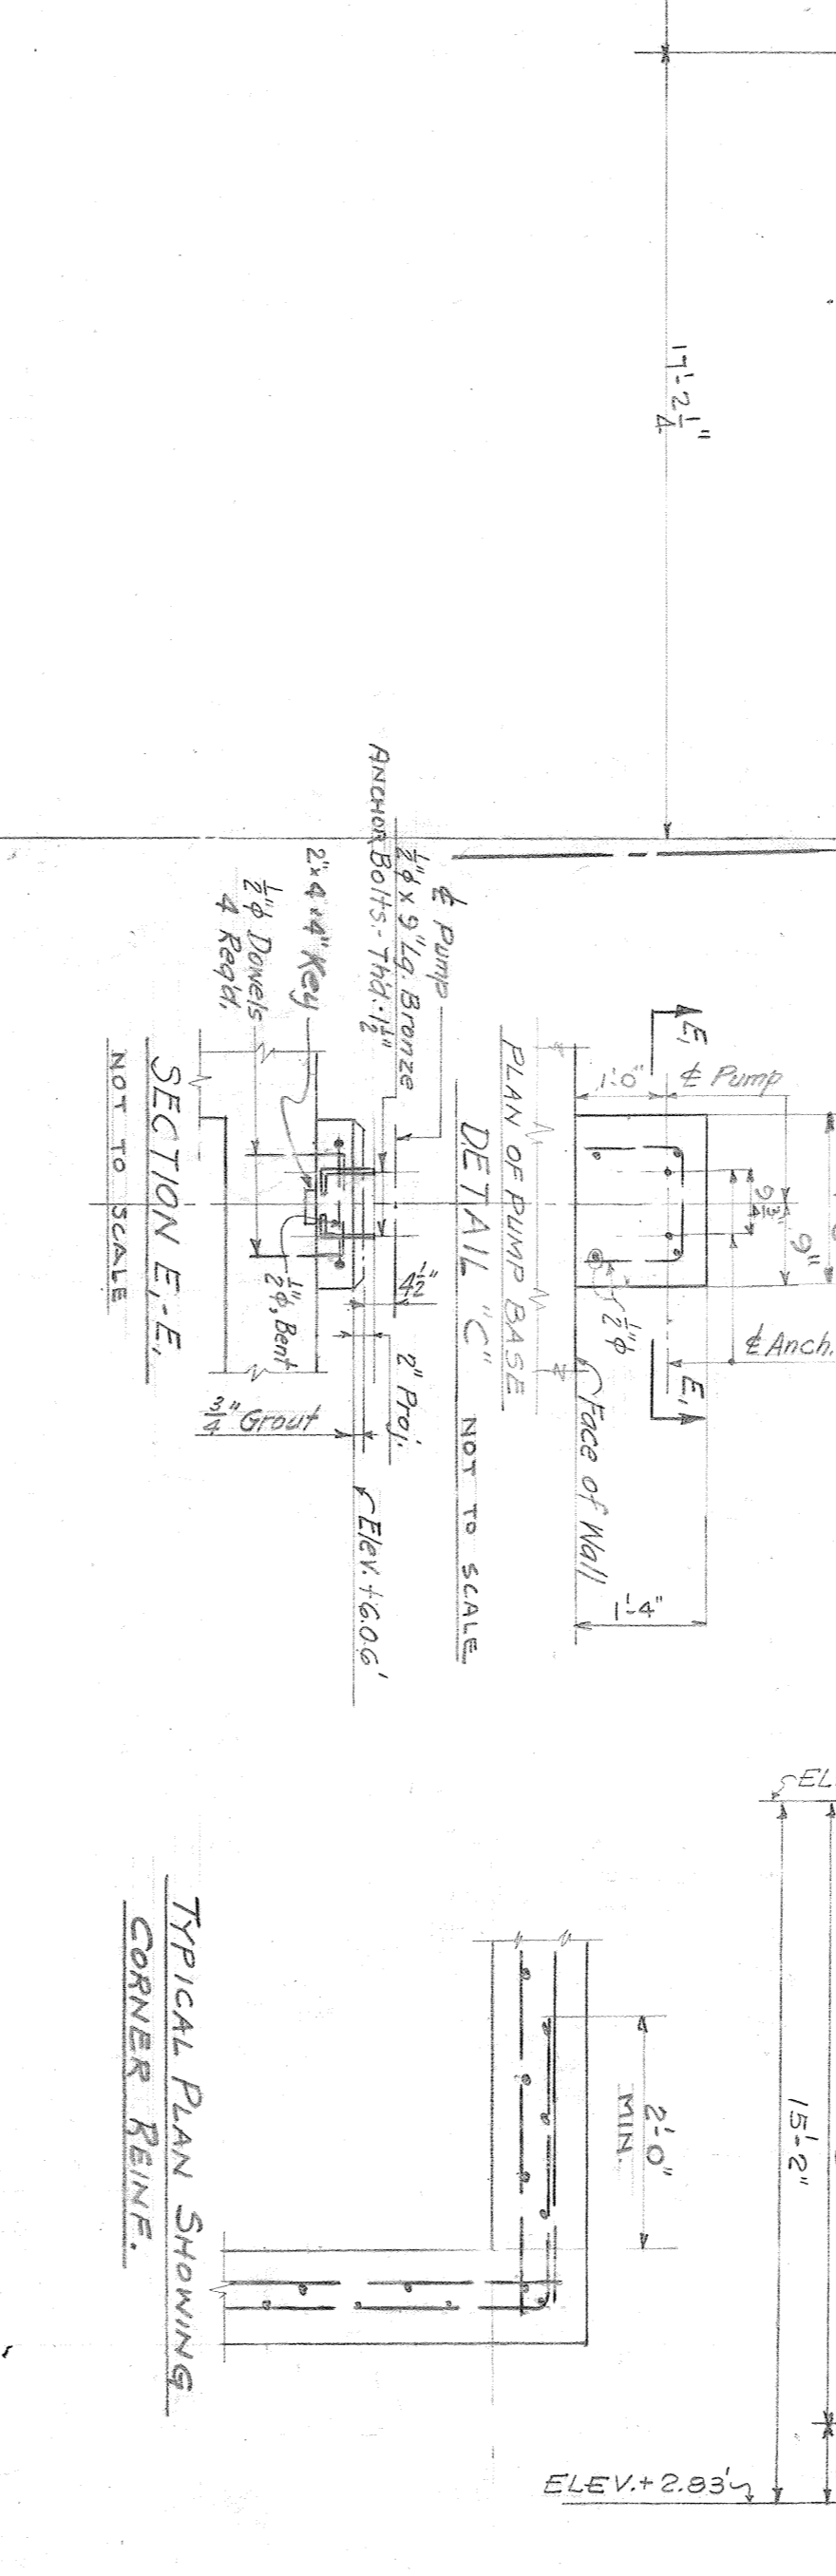 17'-2 1/4"
E₁
1'-0"
⅊ Pump
9 3/4"
9"
1/2"φ
⅊ Anch.
E₁
Face of Wall
1'-4"
PLAN OF PUMP BASE
DETAIL "C"
NOT TO SCALE
⅊ Pump
1/2"φ x 9" Lg. Bronze
ANCHOR Bolts - Th'd. 1 1/2"
2"x4"x4" Key
1/2"φ Dowels
4 Req'd.
4 1/2"
2" Proj.
1/2"φ, Bent
3/4" Grout
Elev. +6.06'
SECTION E₁-E₁
NOT TO SCALE
EL
15'-2"
2'-0"
MIN.
TYPICAL PLAN SHOWING
CORNER REINF.
ELEV. + 2.83'